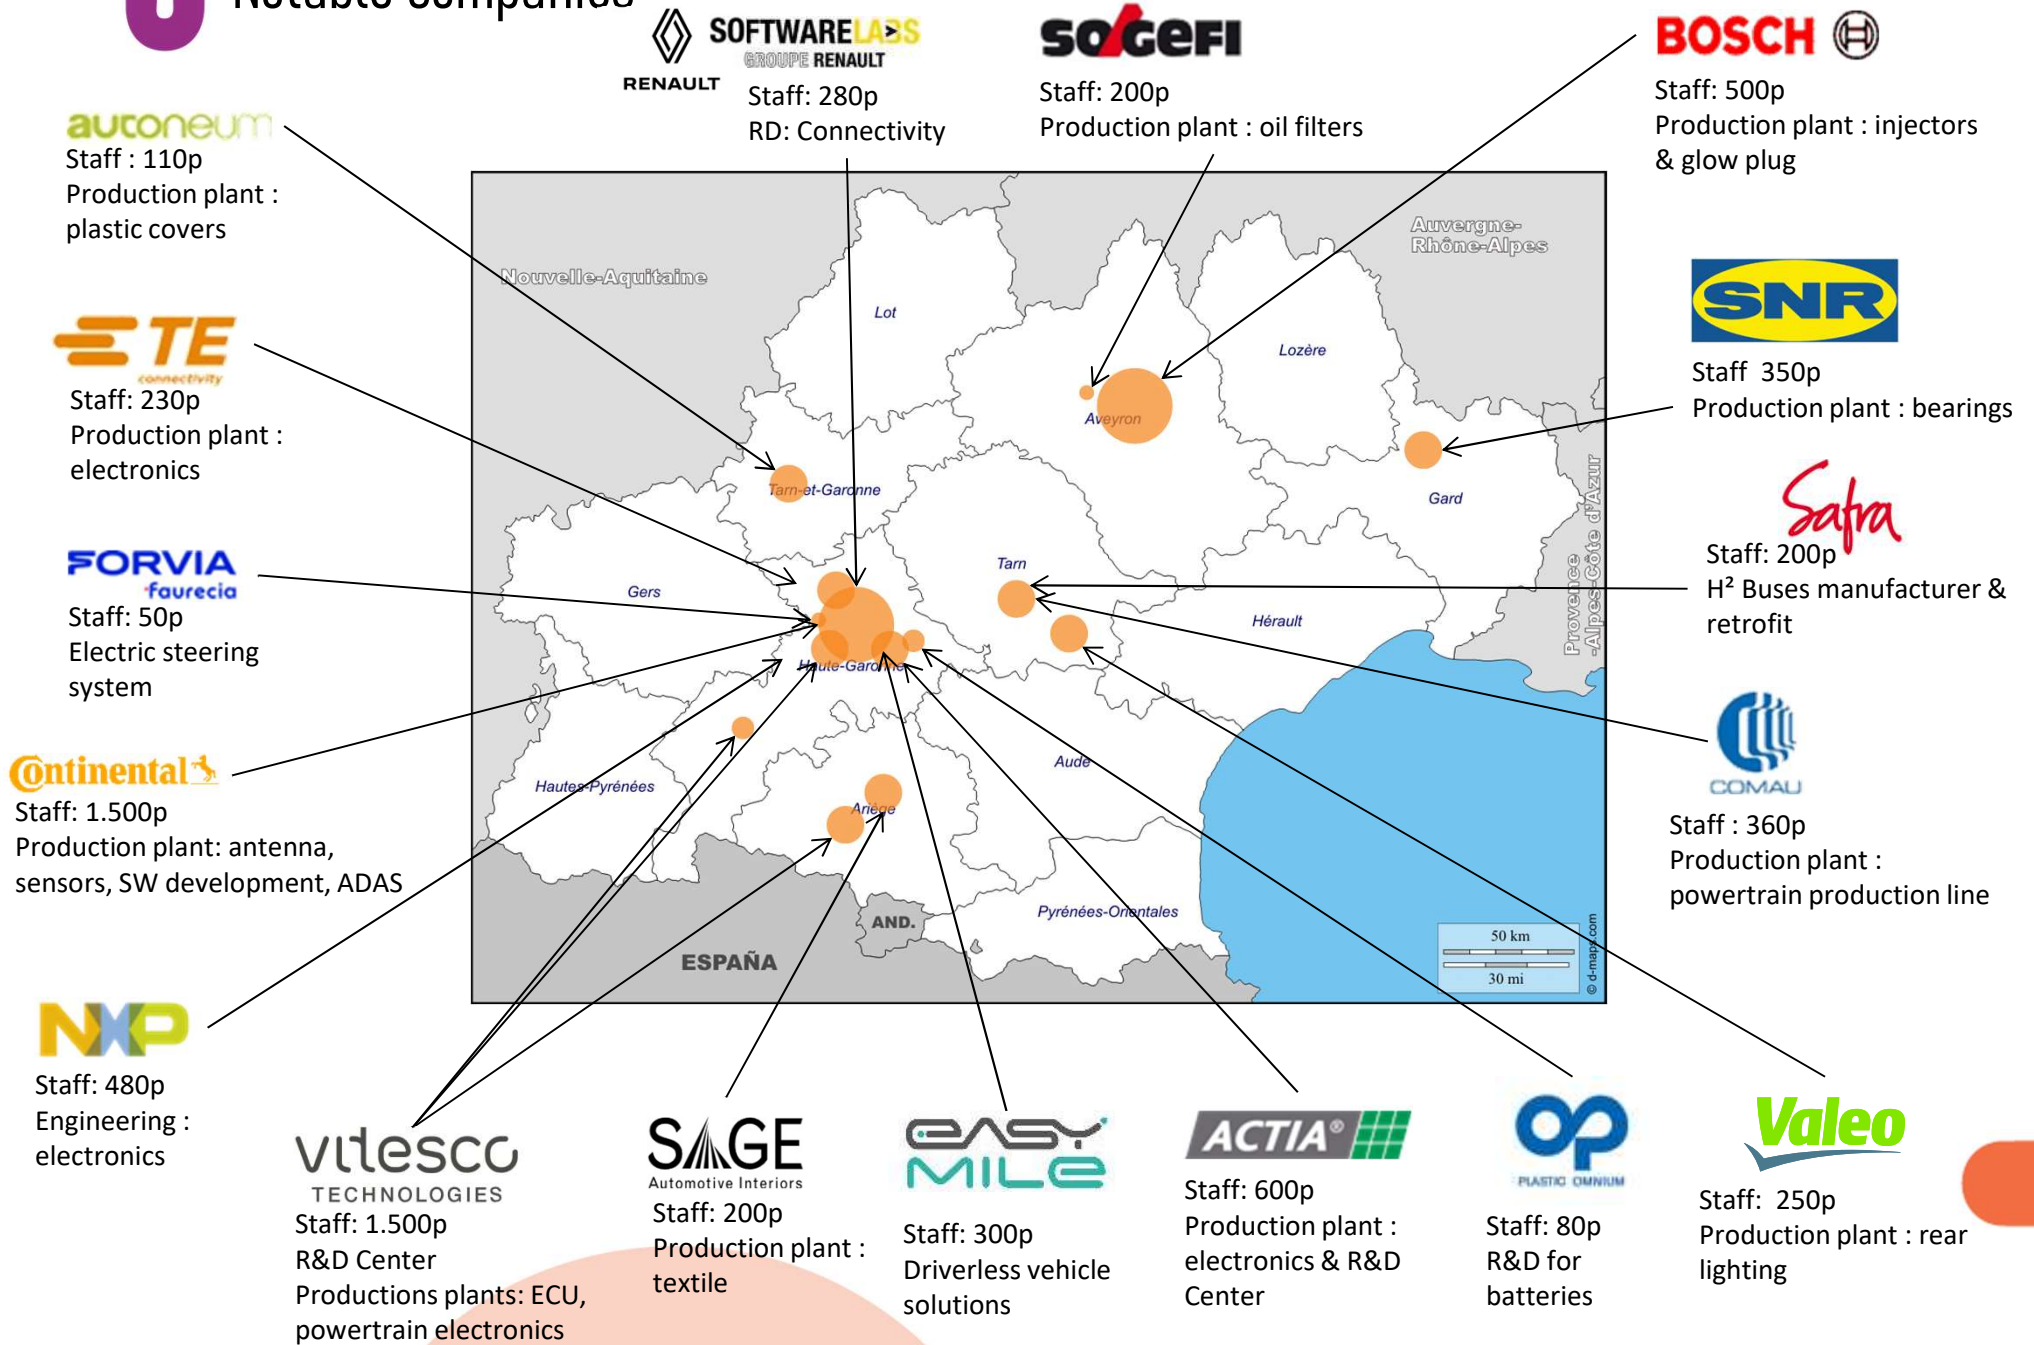 Notable companies
RENAULT
SOFTWARELABS
GROUPE RENAULT
Staff: 280p
RD: Connectivity
SOGEFI
Staff: 200p
Production plant : oil filters
BOSCH
Staff: 500p
Production plant : injectors
& glow plug
autoneum
Staff : 110p
Production plant :
plastic covers
TE
connectivity
Staff: 230p
Production plant :
electronics
FORVIA
faurecia
Staff: 50p
Electric steering
system
Continental
Staff: 1.500p
Production plant: antenna,
sensors, SW development, ADAS
NXP
Staff: 480p
Engineering :
electronics
Nouvelle-Aquitaine
Auvergne-
Rhône-Alpes
Lot
Lozère
Aveyron
Tarn-et-Garonne
Gard
Tarn
Gers
Hérault
Haute-Garonne
Provence
-Alpes-Côte d'Azur
Aude
Hautes-Pyrénées
Ariège
Pyrénées-Orientales
AND.
ESPAÑA
50 km
30 mi
© d-maps.com
SNR
Staff 350p
Production plant : bearings
Safra
Staff: 200p
H² Buses manufacturer &
retrofit
COMAU
Staff : 360p
Production plant :
powertrain production line
vitesco
TECHNOLOGIES
Staff: 1.500p
R&D Center
Productions plants: ECU,
powertrain electronics
SAGE
Automotive Interiors
Staff: 200p
Production plant :
textile
EASY
MILE
Staff: 300p
Driverless vehicle
solutions
ACTIA®
Staff: 600p
Production plant :
electronics & R&D
Center
PLASTIC OMNIUM
Staff: 80p
R&D for
batteries
Valeo
Staff: 250p
Production plant : rear
lighting